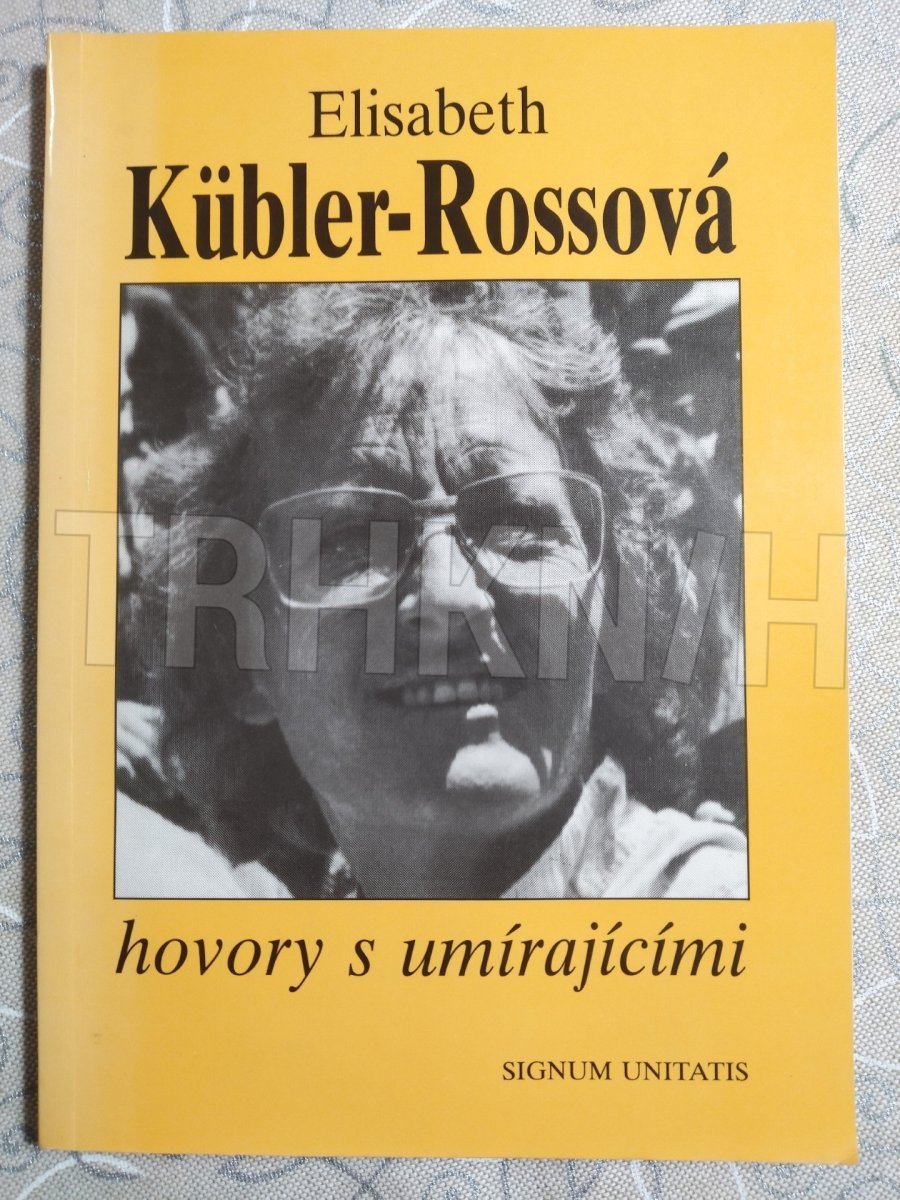 Elisabeth
Kübler-Rossová
TRHKNIH
hovory s umírajícími
SIGNUM UNITATIS